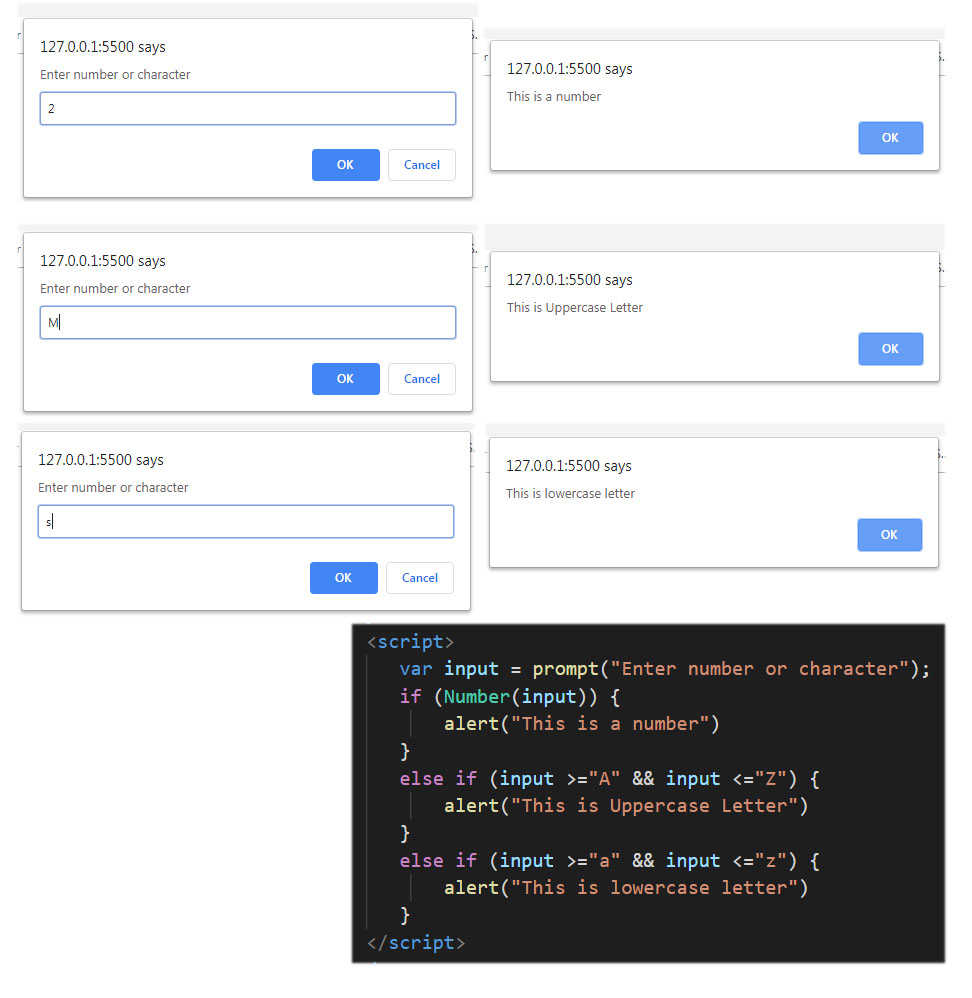 127.0.0.1:5500 says
Enter number or character
2
OK Cancel
127.0.0.1:5500 says
This is a number
OK
127.0.0.1:5500 says
Enter number or character
M
OK Cancel
127.0.0.1:5500 says
This is Uppercase Letter
OK
127.0.0.1:5500 says
Enter number or character
s
OK Cancel
127.0.0.1:5500 says
This is lowercase letter
OK
<script>
var input = prompt("Enter number or character");
if (Number(input)) {
alert("This is a number")
}
else if (input >="A" && input <="Z") {
alert("This is Uppercase Letter")
}
else if (input >="a" && input <="z") {
alert("This is lowercase letter")
}
</script>